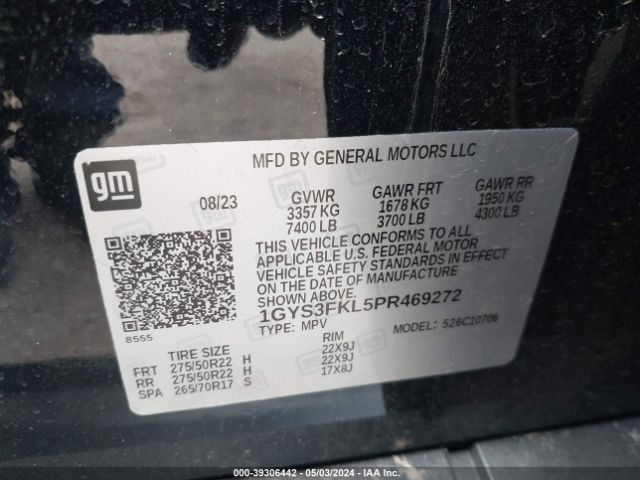 gm
MFD BY GENERAL MOTORS LLC
08/23
GVWR GAWR FRT GAWR RR
3357 KG 1678 KG 1950 KG
7400 LB 3700 LB 4300 LB
THIS VEHICLE CONFORMS TO ALL
APPLICABLE U.S. FEDERAL MOTOR
VEHICLE SAFETY STANDARDS IN EFFECT
ON THE DATE OF MANUFACTURE
SHOWN ABOVE.
1GYS3FKL5PR469272
8555
TYPE: MPV MODEL: 526C10706
TIRE SIZE RIM
FRT 275/50R22 H 22X9J
RR 275/50R22 H 22X9J
SPA 265/70R17 S 17X8J
000-39306442 - 05/03/2024 - IAA Inc.